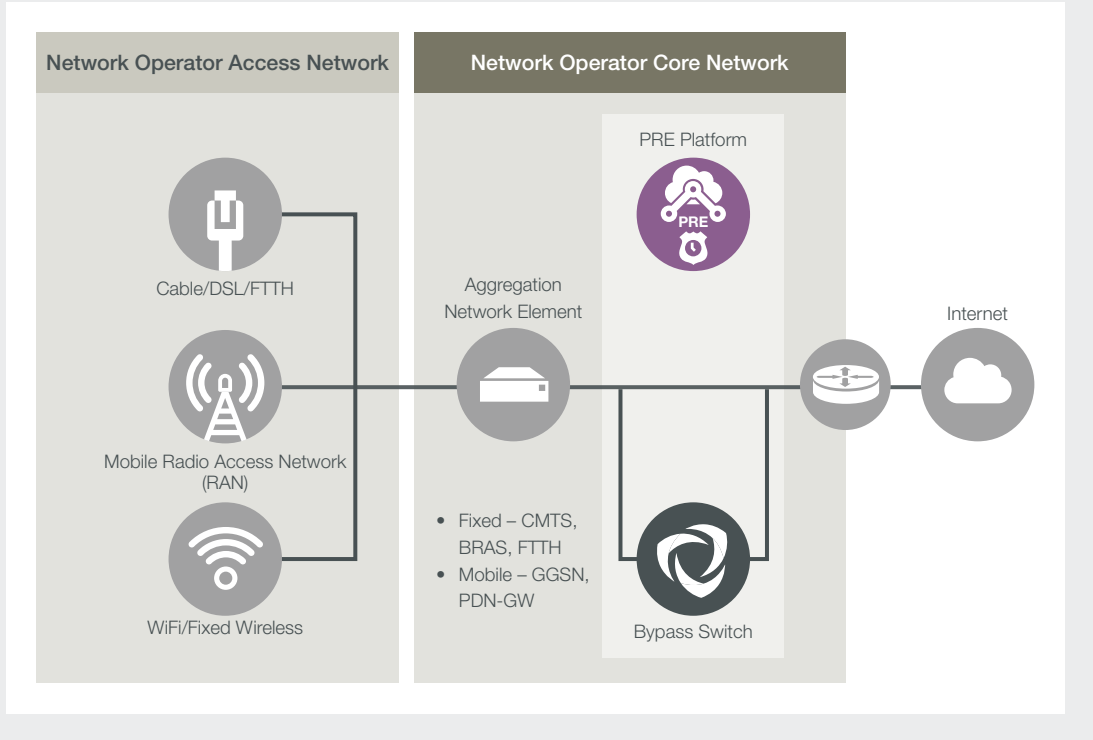 Network Operator Access Network
Network Operator Core Network
PRE Platform
PRE
Cable/DSL/FTTH
Aggregation
Network Element
Internet
Mobile Radio Access Network
(RAN)
• Fixed – CMTS,
BRAS, FTTH
• Mobile – GGSN,
PDN-GW
WiFi/Fixed Wireless
Bypass Switch